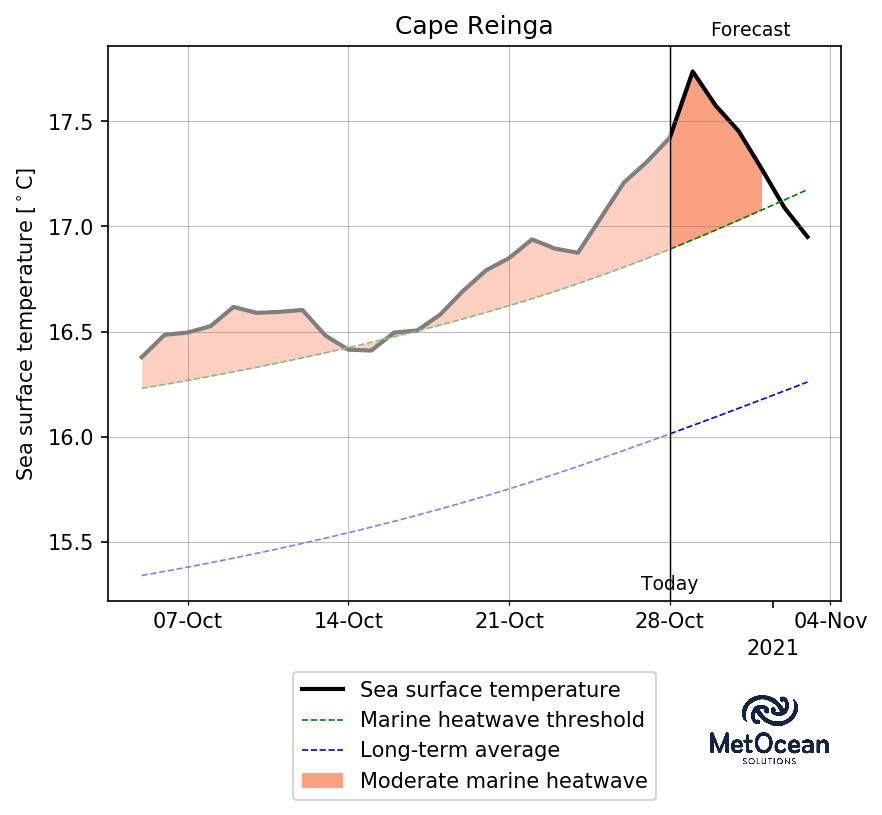 Cape Reinga
Forecast
Sea surface temperature [°C]
17.5
17.0
16.5
16.0
15.5
Today
07-Oct
14-Oct
21-Oct
28-Oct
04-Nov
2021
Sea surface temperature
Marine heatwave threshold
Long-term average
Moderate marine heatwave
MetOcean
SOLUTIONS